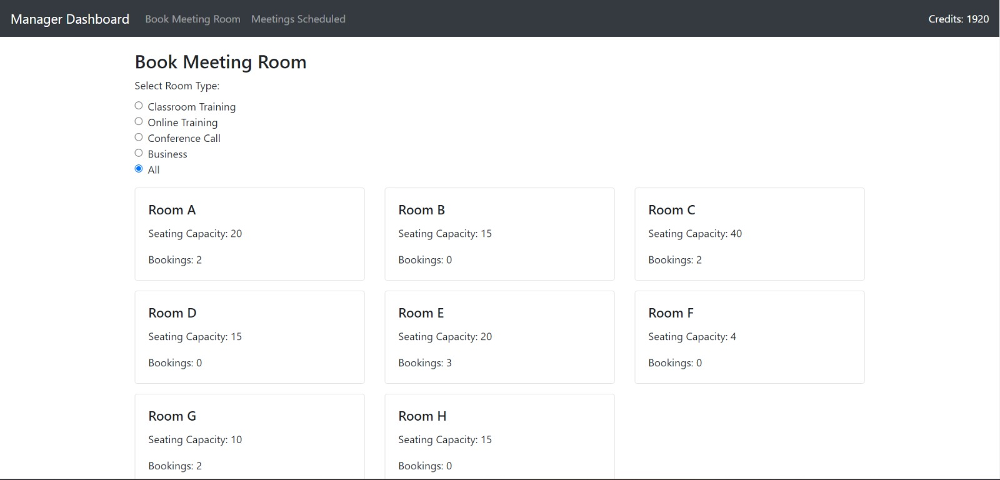 Manager Dashboard Book Meeting Room Meetings Scheduled Credits: 1920
Book Meeting Room
Select Room Type:
Classroom Training
Online Training
Conference Call
Business
All
Room A
Seating Capacity: 20
Bookings: 2
Room B
Seating Capacity: 15
Bookings: 0
Room C
Seating Capacity: 40
Bookings: 2
Room D
Seating Capacity: 15
Bookings: 0
Room E
Seating Capacity: 20
Bookings: 3
Room F
Seating Capacity: 4
Bookings: 0
Room G
Seating Capacity: 10
Bookings: 2
Room H
Seating Capacity: 15
Bookings: 0